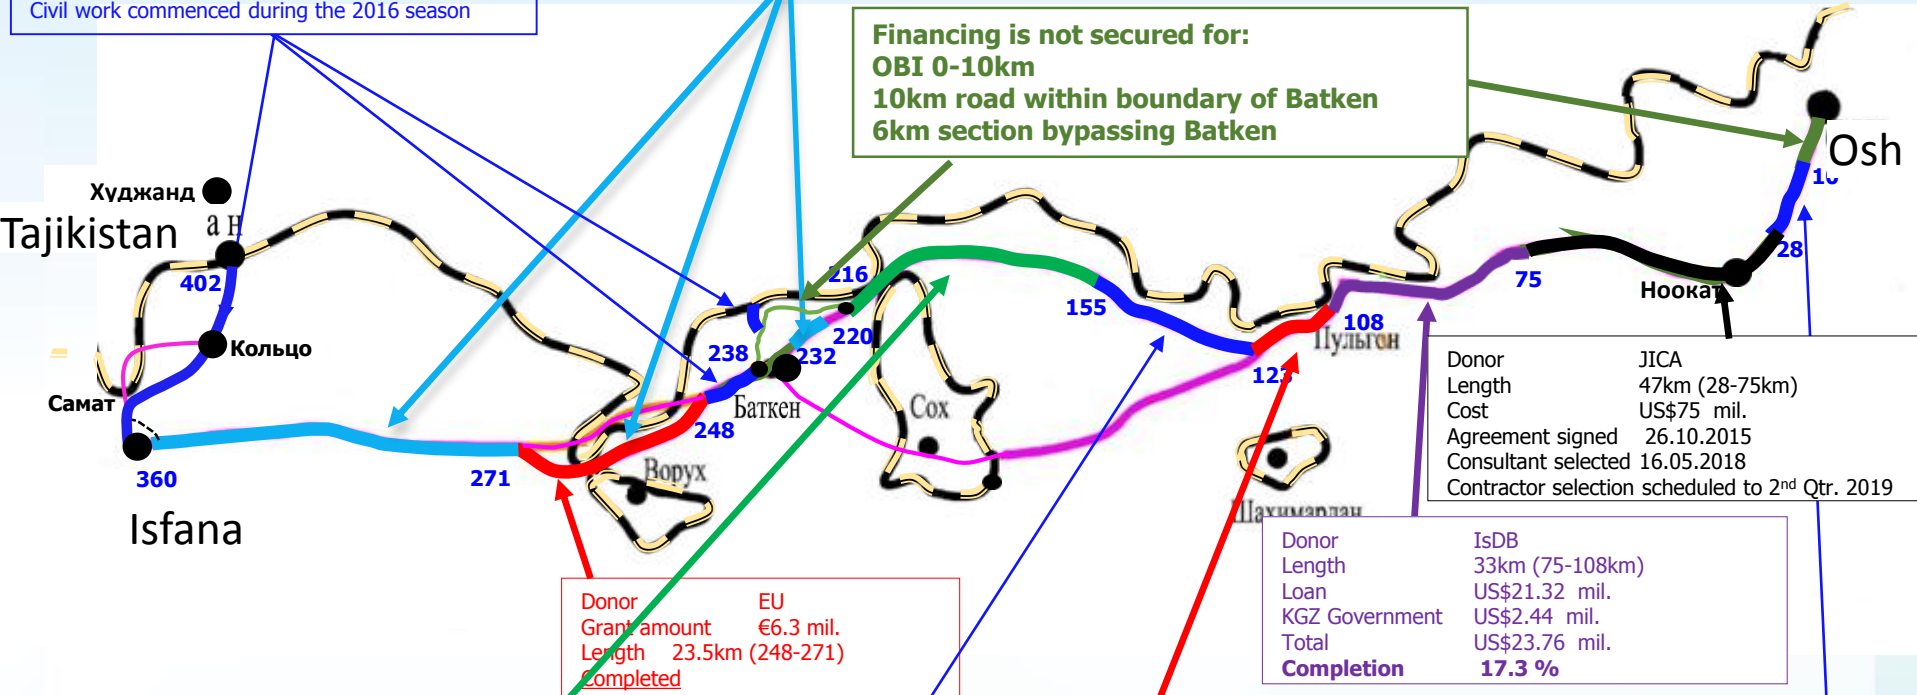 Civil work commenced during the 2016 season
Financing is not secured for:
OBI 0-10km
10km road within boundary of Batken
6km section bypassing Batken
Osh
10
28
Худжанд
Tajikistan
а н
402
216
75
Ноокат
155
220
108
Пульгон
Кольцо
238
232
123
Самат
Баткен
Сох
248
360
271
Ворух
Isfana
Шахимардан
Donor JICA
Length 47km (28-75km)
Cost US$75 mil.
Agreement signed 26.10.2015
Consultant selected 16.05.2018
Contractor selection scheduled to 2nd Qtr. 2019
Donor IsDB
Length 33km (75-108km)
Loan US$21.32 mil.
KGZ Government US$2.44 mil.
Total US$23.76 mil.
Completion 17.3 %
Donor EU
Grant amount €6.3 mil.
Length 23.5km (248-271)
Completed